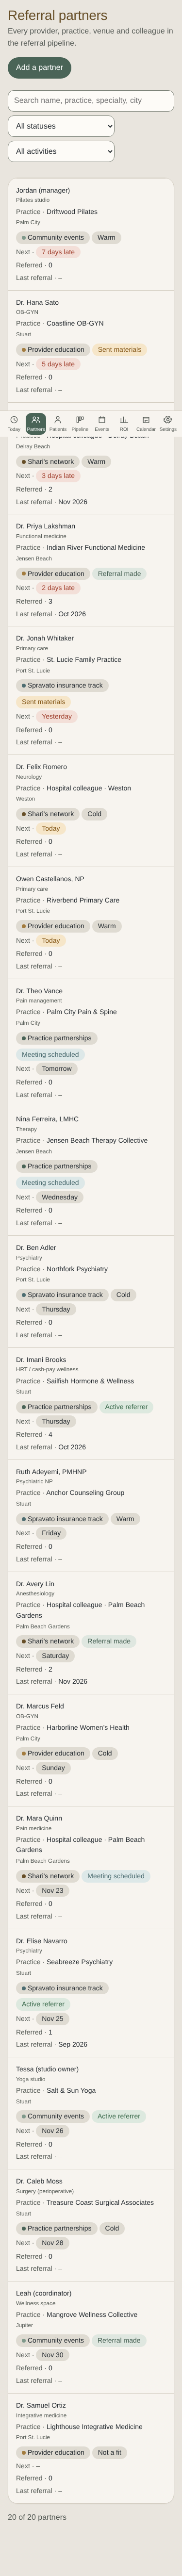 Referral partners
Every provider, practice, venue and colleague in
the referral pipeline.
Add a partner
Search name, practice, specialty, city
All statuses
All activities
Jordan (manager)
Pilates studio
Practice · Driftwood Pilates
Palm City
Community events Warm
Next · 7 days late
Referred · 0
Last referral · –
Dr. Hana Sato
OB-GYN
Practice · Coastline OB-GYN
Stuart
Provider education Sent materials
Next · 5 days late
Referred · 0
Last referral · –
Today Partners Patients Pipeline Events ROI Calendar Settings
Delray Beach
Shari's network Warm
Next · 3 days late
Referred · 2
Last referral · Nov 2026
Dr. Priya Lakshman
Functional medicine
Practice · Indian River Functional Medicine
Jensen Beach
Provider education Referral made
Next · 2 days late
Referred · 3
Last referral · Oct 2026
Dr. Jonah Whitaker
Primary care
Practice · St. Lucie Family Practice
Port St. Lucie
Spravato insurance track
Sent materials
Next · Yesterday
Referred · 0
Last referral · –
Dr. Felix Romero
Neurology
Practice · Hospital colleague · Weston
Weston
Shari's network Cold
Next · Today
Referred · 0
Last referral · –
Owen Castellanos, NP
Primary care
Practice · Riverbend Primary Care
Port St. Lucie
Provider education Warm
Next · Today
Referred · 0
Last referral · –
Dr. Theo Vance
Pain management
Practice · Palm City Pain & Spine
Palm City
Practice partnerships
Meeting scheduled
Next · Tomorrow
Referred · 0
Last referral · –
Nina Ferreira, LMHC
Therapy
Practice · Jensen Beach Therapy Collective
Jensen Beach
Practice partnerships
Meeting scheduled
Next · Wednesday
Referred · 0
Last referral · –
Dr. Ben Adler
Psychiatry
Practice · Northfork Psychiatry
Port St. Lucie
Spravato insurance track Cold
Next · Thursday
Referred · 0
Last referral · –
Dr. Imani Brooks
HRT / cash-pay wellness
Practice · Sailfish Hormone & Wellness
Stuart
Practice partnerships Active referrer
Next · Thursday
Referred · 4
Last referral · Oct 2026
Ruth Adeyemi, PMHNP
Psychiatric NP
Practice · Anchor Counseling Group
Stuart
Spravato insurance track Warm
Next · Friday
Referred · 0
Last referral · –
Dr. Avery Lin
Anesthesiology
Practice · Hospital colleague · Palm Beach
Gardens
Palm Beach Gardens
Shari's network Referral made
Next · Saturday
Referred · 2
Last referral · Nov 2026
Dr. Marcus Feld
OB-GYN
Practice · Harborline Women's Health
Palm City
Provider education Cold
Next · Sunday
Referred · 0
Last referral · –
Dr. Mara Quinn
Pain medicine
Practice · Hospital colleague · Palm Beach
Gardens
Palm Beach Gardens
Shari's network Meeting scheduled
Next · Nov 23
Referred · 0
Last referral · –
Dr. Elise Navarro
Psychiatry
Practice · Seabreeze Psychiatry
Stuart
Spravato insurance track
Active referrer
Next · Nov 25
Referred · 1
Last referral · Sep 2026
Tessa (studio owner)
Yoga studio
Practice · Salt & Sun Yoga
Stuart
Community events Active referrer
Next · Nov 26
Referred · 0
Last referral · –
Dr. Caleb Moss
Surgery (perioperative)
Practice · Treasure Coast Surgical Associates
Stuart
Practice partnerships Cold
Next · Nov 28
Referred · 0
Last referral · –
Leah (coordinator)
Wellness space
Practice · Mangrove Wellness Collective
Jupiter
Community events Referral made
Next · Nov 30
Referred · 0
Last referral · –
Dr. Samuel Ortiz
Integrative medicine
Practice · Lighthouse Integrative Medicine
Port St. Lucie
Provider education Not a fit
Next · –
Referred · 0
Last referral · –
20 of 20 partners